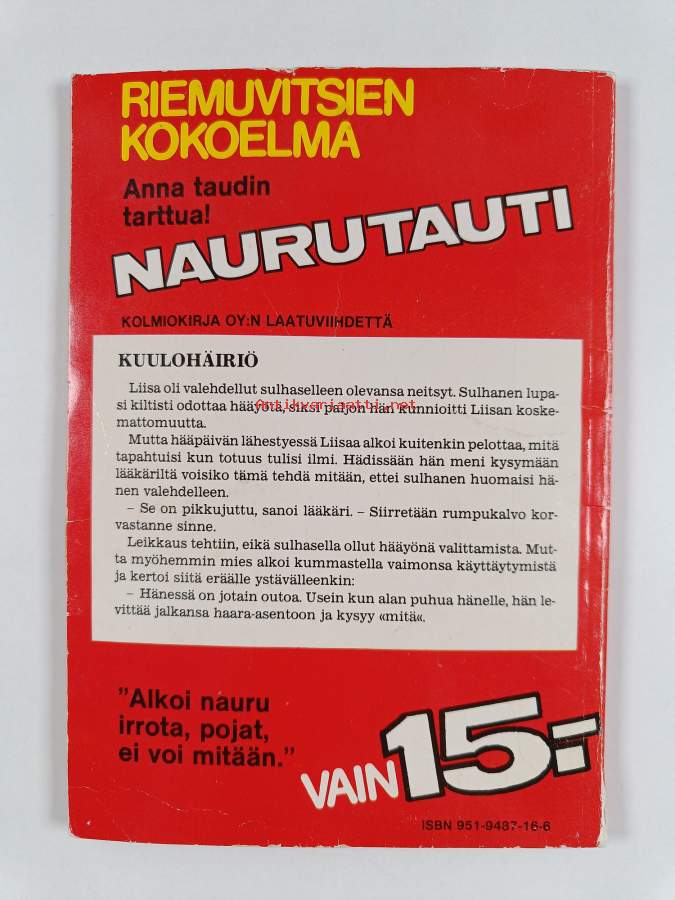 RIEMUVITSIEN
KOKOELMA
Anna taudin
tarttua!
NAURUTAUTI
KOLMIOKIRJA OY:N LAATUVIIHDETTÄ
KUULOHÄIRIÖ
Liisa oli valehdellut sulhaselleen olevansa neitsyt. Sulhanen lupa-
si kiltisti odottaa hääyötä, siksi paljon hän kunnioitti Liisan koske-
Antikvariaatti.net
mattomuutta.
Mutta hääpäivän lähestyessä Liisaa alkoi kuitenkin pelottaa, mitä
tapahtuisi kun totuus tulisi ilmi. Hädissään hän meni kysymään
lääkäriltä voisiko tämä tehdä mitään, ettei sulhanen huomaisi hä-
nen valehdelleen.
– Se on pikkujuttu, sanoi lääkäri. – Siirretään rumpukalvo kor-
vastanne sinne.
Leikkaus tehtiin, eikä sulhasella ollut hääyönä valittamista. Mut-
ta myöhemmin mies alkoi kummastella vaimonsa käyttäytymistä
ja kertoi siitä eräälle ystävälleenkin:
– Hänessä on jotain outoa. Usein kun alan puhua hänelle, hän le-
vittää jalkansa haara-asentoon ja kysyy «mitä«.
”Alkoi nauru
irrota, pojat,
ei voi mitään.”
VAIN 15:-
ISBN 951-9487-16-6